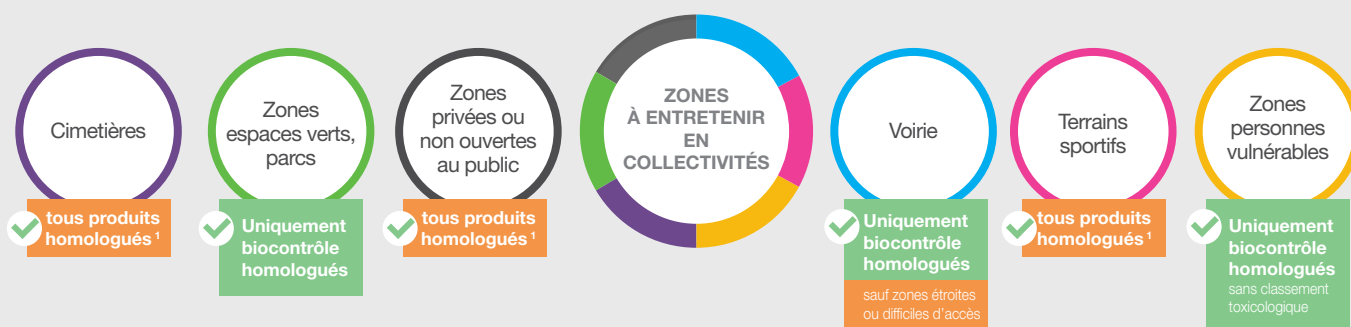 Cimetières
tous produits
homologués ¹
Zones
espaces verts,
parcs
Uniquement
biocontrôle
homologués
Zones
privées ou
non ouvertes
au public
tous produits
homologués ¹
ZONES
À ENTRETENIR
EN
COLLECTIVITÉS
Voirie
Uniquement
biocontrôle
homologués
sauf zones étroites
ou difficiles d'accès
Terrains
sportifs
tous produits
homologués ¹
Zones
personnes
vulnérables
Uniquement
biocontrôle
homologués
sans classement
toxicologique